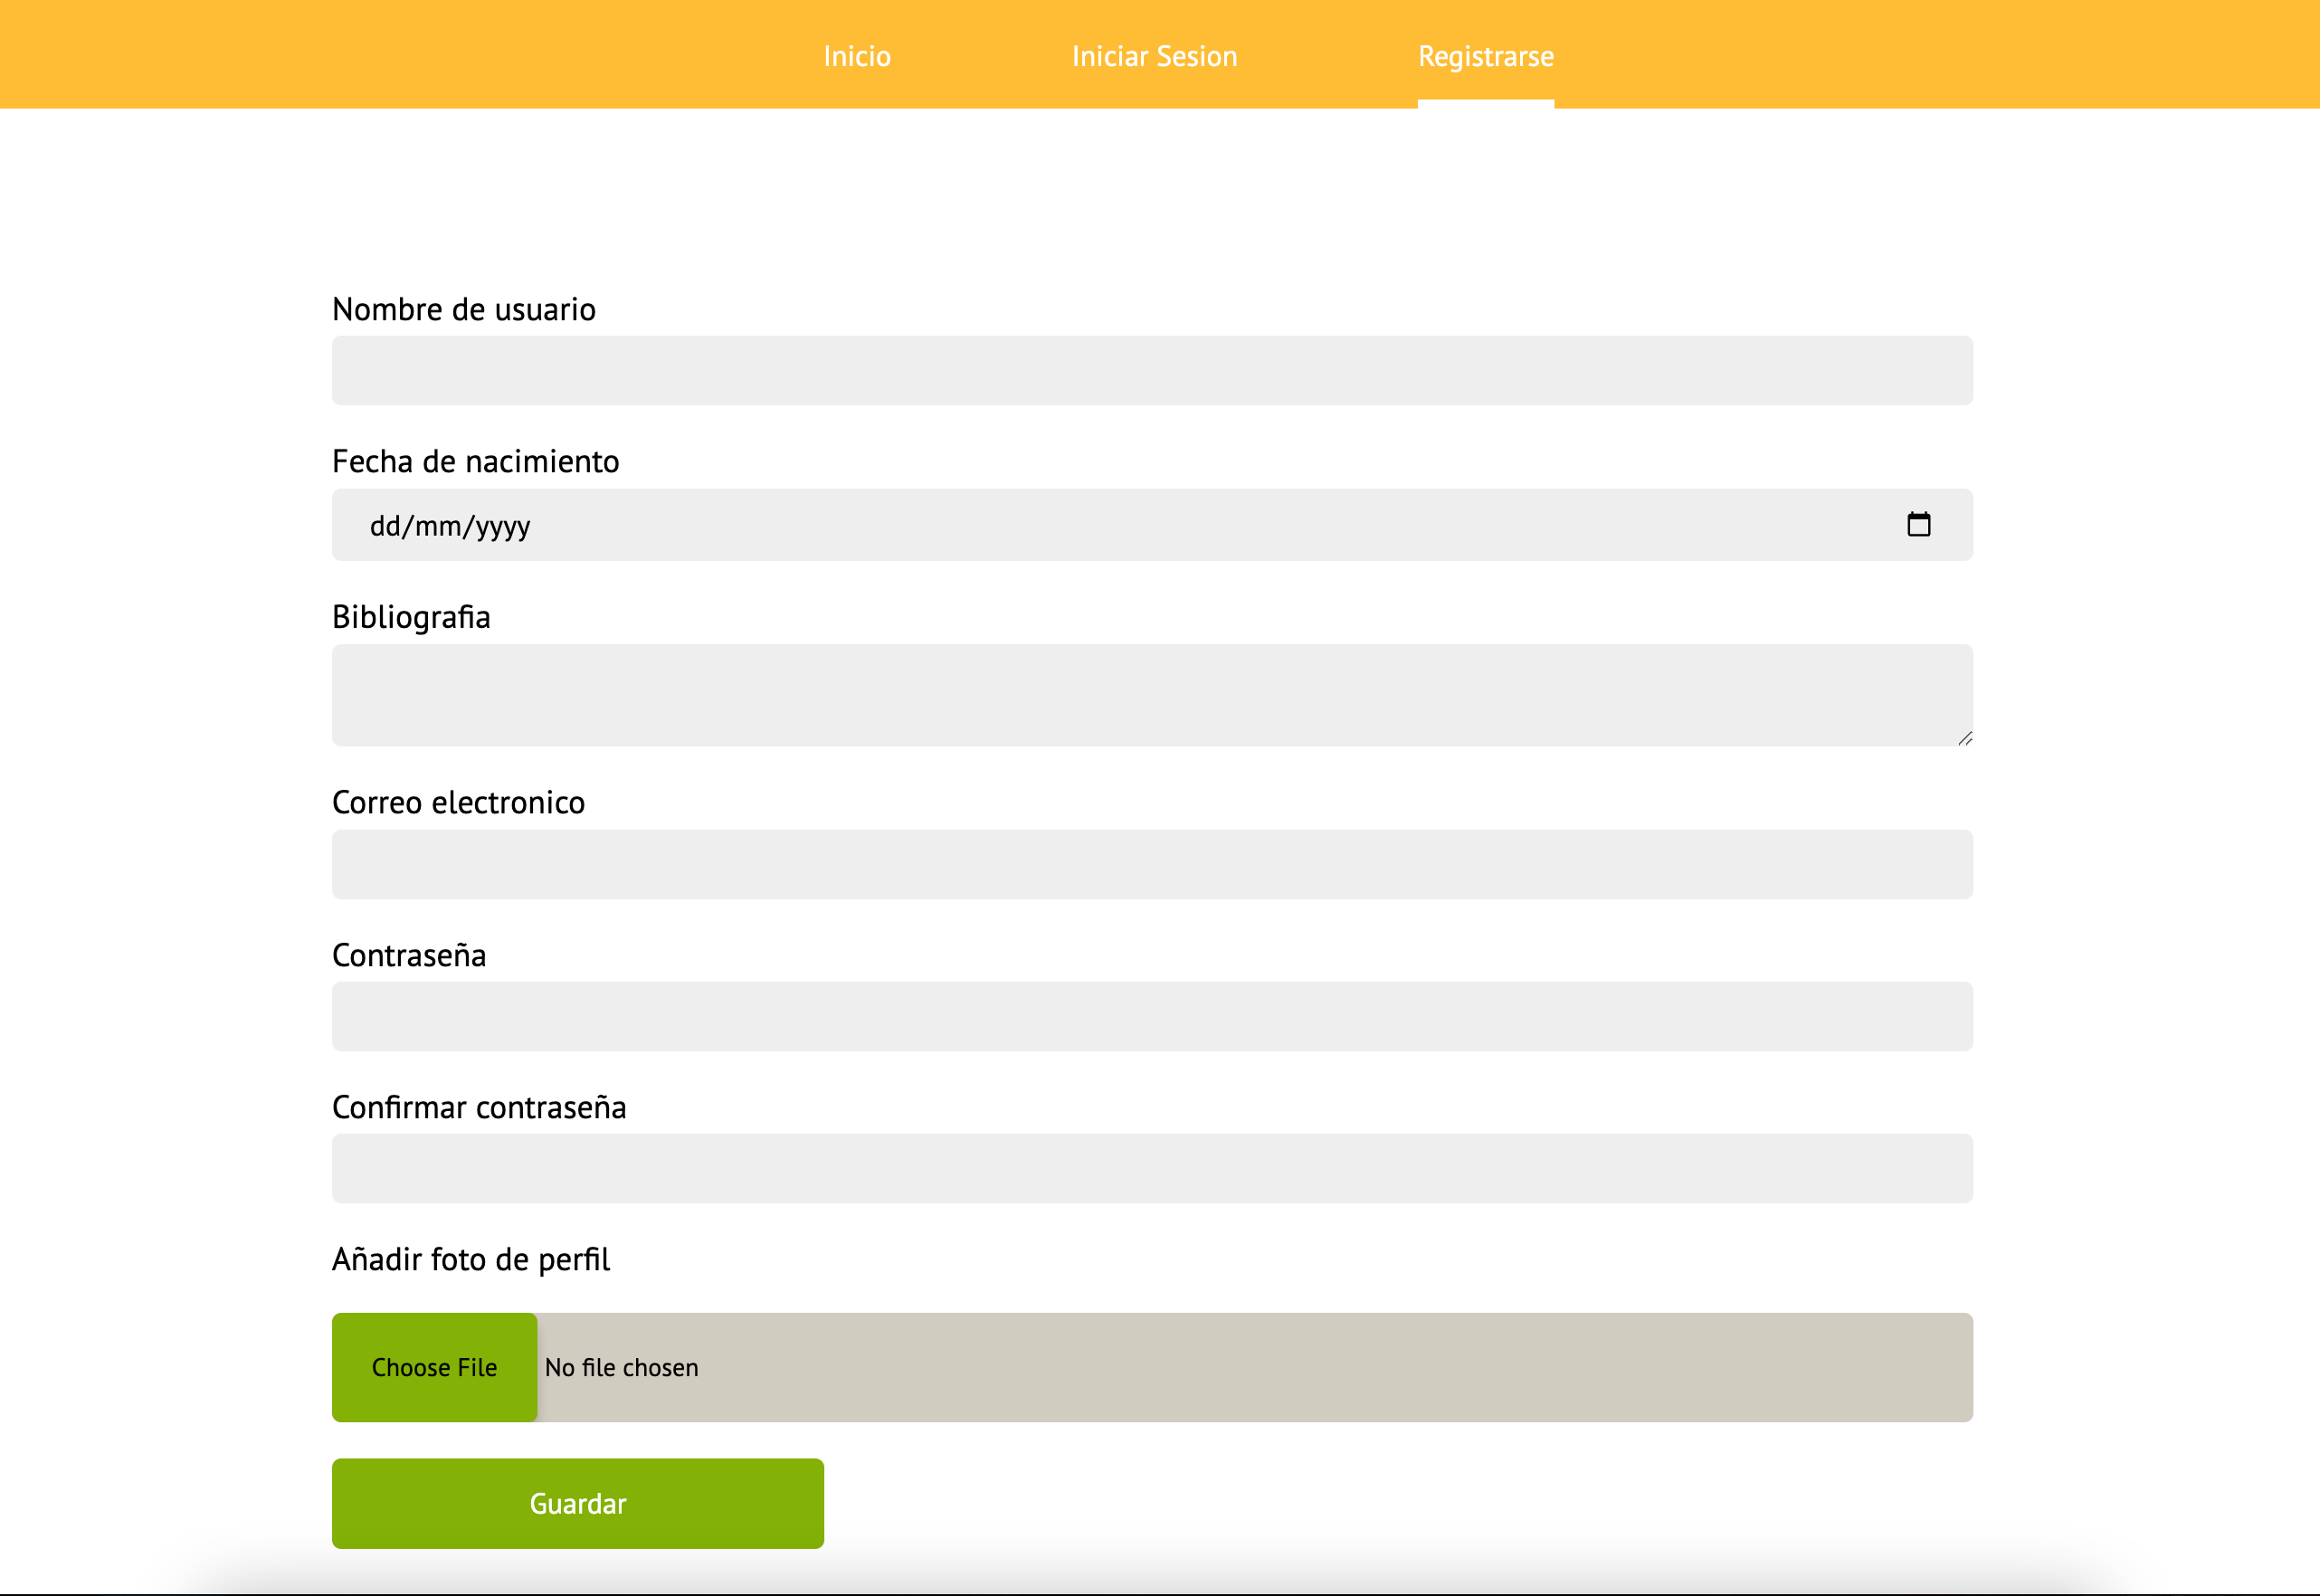 Inicio Iniciar Sesion Registrarse
Nombre de usuario
Fecha de nacimiento
dd/mm/yyyy
Bibliografia
Correo electronico
Contraseña
Confirmar contraseña
Añadir foto de perfil
Choose File No file chosen
Guardar